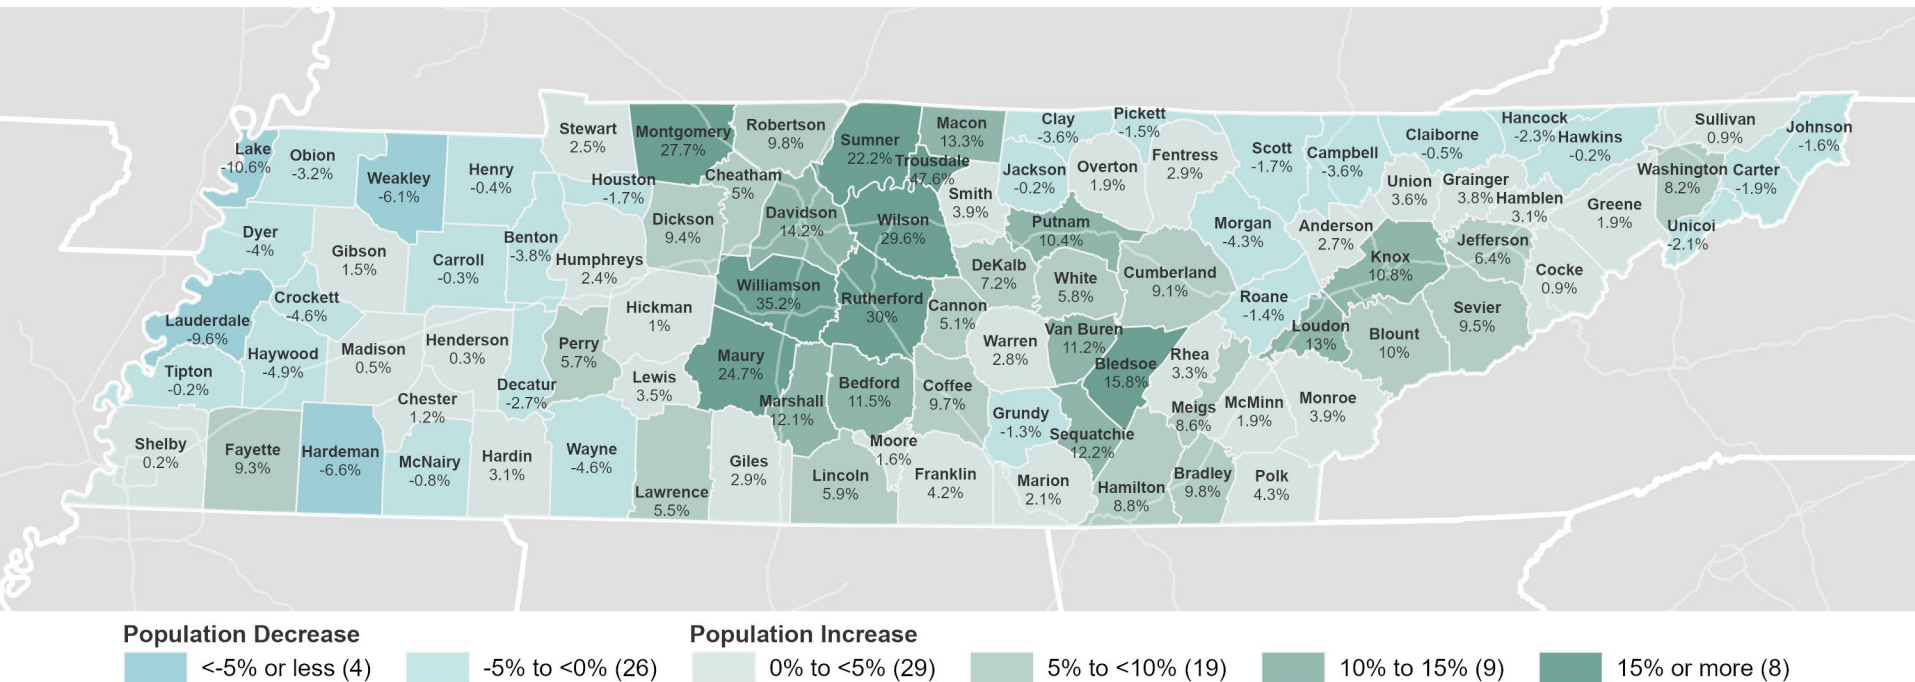 Stewart
2.5%
Montgomery
27.7%
Robertson
9.8%
Sumner
22.2%
Macon
13.3%
Trousdale
47.6%
Clay
-3.6%
Pickett
-1.5%
Lake
-10.6%
Obion
-3.2%
Weakley
-6.1%
Henry
-0.4%
Houston
-1.7%
Cheatham
5%
Dickson
9.4%
Davidson
14.2%
Wilson
29.6%
Smith
3.9%
Jackson
-0.2%
Overton
1.9%
Fentress
2.9%
Scott
-1.7%
Campbell
-3.6%
Claiborne
-0.5%
Hancock
-2.3%
Hawkins
-0.2%
Sullivan
0.9%
Johnson
-1.6%
Washington
8.2%
Carter
-1.9%
Unicoi
-2.1%
Greene
1.9%
Union
3.6%
Grainger
3.8%
Hamblen
3.1%
Dyer
-4%
Gibson
1.5%
Carroll
-0.3%
Benton
-3.8%
Humphreys
2.4%
Hickman
1%
Williamson
35.2%
Rutherford
30%
Cannon
5.1%
DeKalb
7.2%
Putnam
10.4%
White
5.8%
Cumberland
9.1%
Morgan
-4.3%
Anderson
2.7%
Knox
10.8%
Jefferson
6.4%
Cocke
0.9%
Sevier
9.5%
Roane
-1.4%
Loudon
13%
Blount
10%
Lauderdale
-9.6%
Crockett
-4.6%
Haywood
-4.9%
Madison
0.5%
Henderson
0.3%
Perry
5.7%
Decatur
-2.7%
Lewis
3.5%
Maury
24.7%
Marshall
12.1%
Bedford
11.5%
Coffee
9.7%
Warren
2.8%
Van Buren
11.2%
Bledsoe
15.8%
Rhea
3.3%
Meigs
8.6%
McMinn
1.9%
Monroe
3.9%
Tipton
-0.2%
Chester
1.2%
Shelby
0.2%
Fayette
9.3%
Hardeman
-6.6%
McNairy
-0.8%
Hardin
3.1%
Wayne
-4.6%
Lawrence
5.5%
Giles
2.9%
Lincoln
5.9%
Moore
1.6%
Franklin
4.2%
Grundy
-1.3%
Sequatchie
12.2%
Marion
2.1%
Hamilton
8.8%
Bradley
9.8%
Polk
4.3%
Population Decrease
<-5% or less (4)
-5% to <0% (26)
Population Increase
0% to <5% (29)
5% to <10% (19)
10% to 15% (9)
15% or more (8)